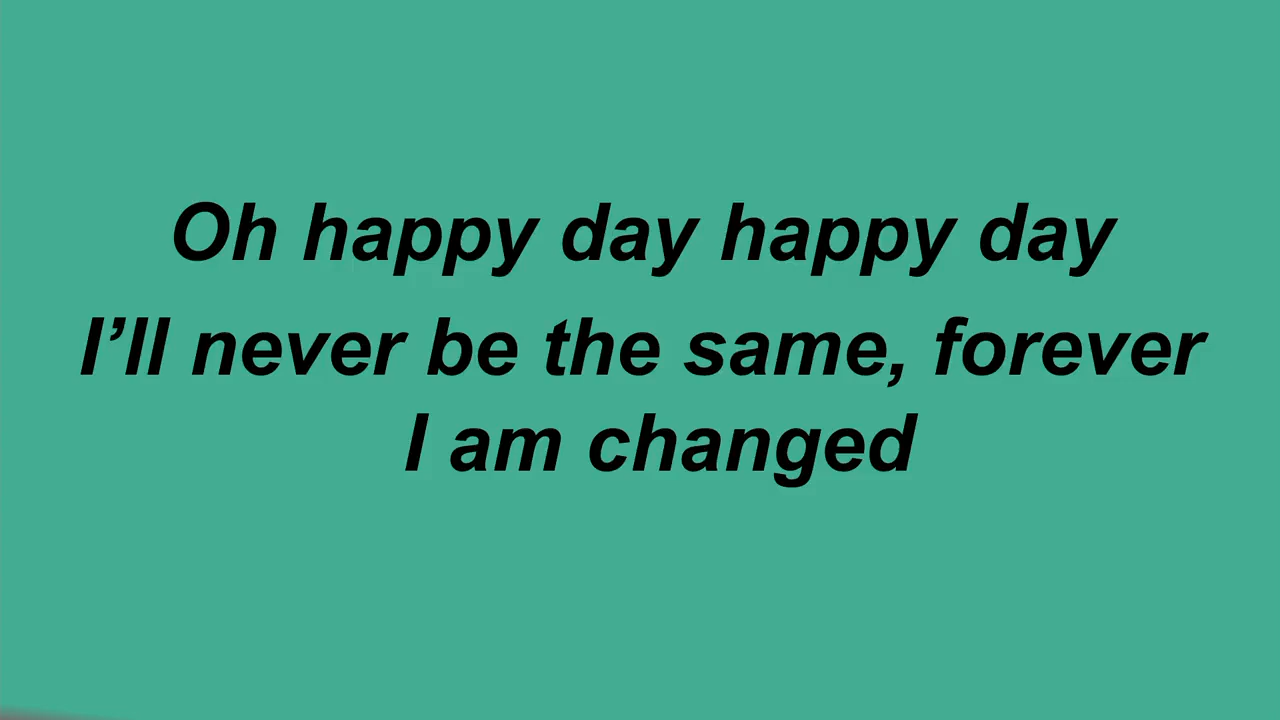 Oh happy day happy day
I’ll never be the same, forever
I am changed